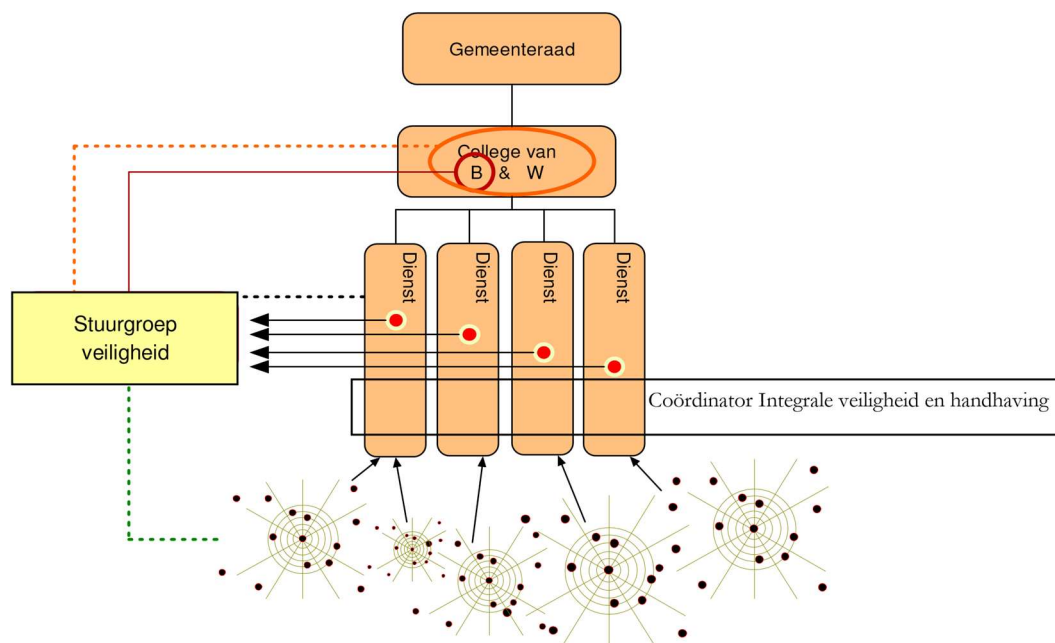 Gemeenteraad
College van
B & W
Dienst
Dienst
Dienst
Dienst
Stuurgroep
veiligheid
Coördinator Integrale veiligheid en handhaving